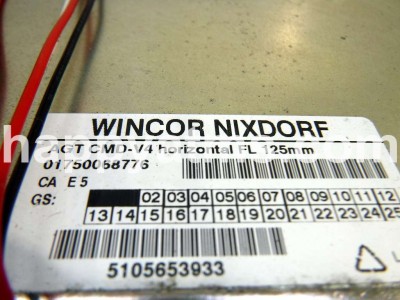 WINCOR NIXDORF
AGT CMD-V4 horizontal FL 125mm
01750068776
CA E5
GS: 02 03 04 05 06 07 08 09 10 11 12
13 14 15 16 17 18 19 20 21 22 23 24 25
5105653933